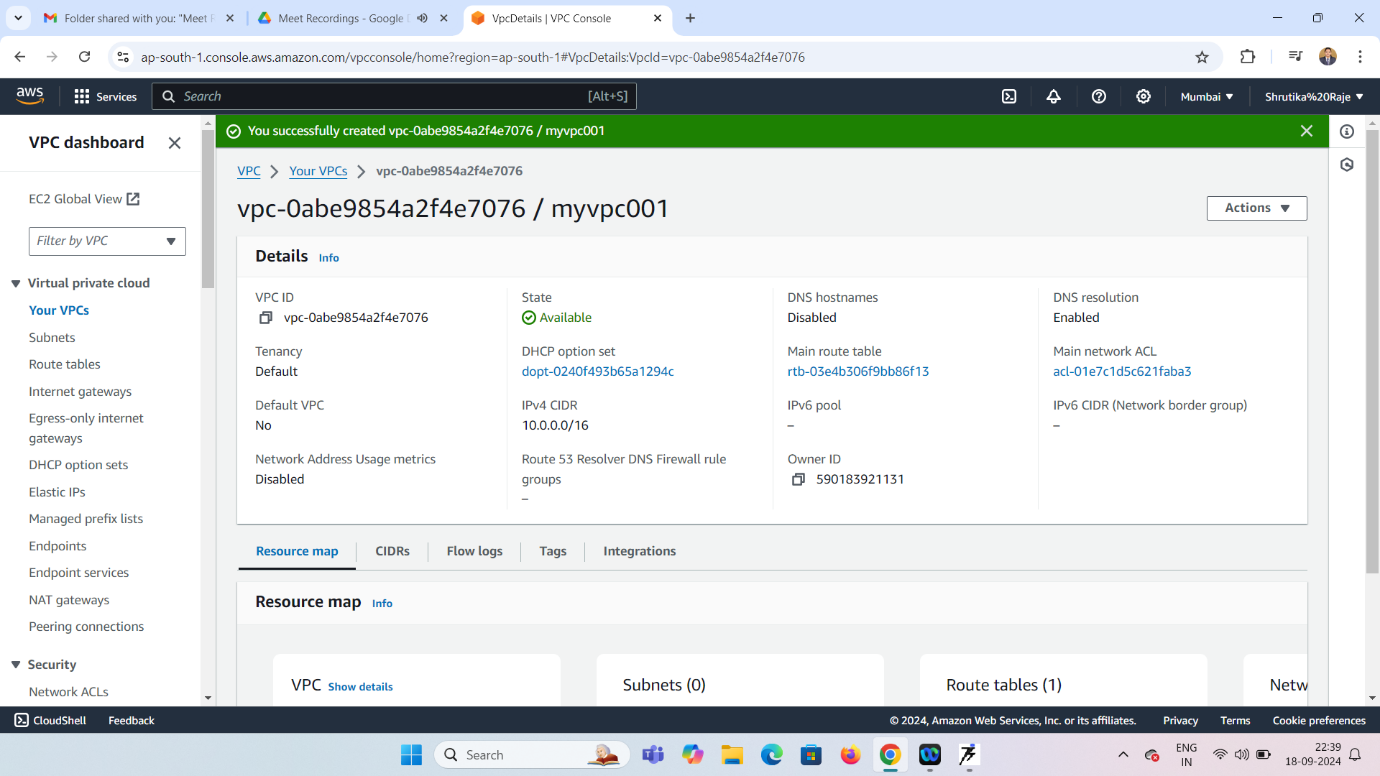 Folder shared with you: "Meet R
Meet Recordings - Google D
VpcDetails | VPC Console
ap-south-1.console.aws.amazon.com/vpcconsole/home?region=ap-south-1#VpcDetails:VpcId=vpc-0abe9854a2f4e7076
aws
Services
Search
[Alt+S]
Mumbai
Shrutika%20Raje
VPC dashboard
EC2 Global View
Filter by VPC
Virtual private cloud
Your VPCs
Subnets
Route tables
Internet gateways
Egress-only internet
gateways
DHCP option sets
Elastic IPs
Managed prefix lists
Endpoints
Endpoint services
NAT gateways
Peering connections
Security
Network ACLs
You successfully created vpc-0abe9854a2f4e7076 / myvpc001
VPC
Your VPCs
vpc-0abe9854a2f4e7076
vpc-0abe9854a2f4e7076 / myvpc001
Actions
Details Info
VPC ID
vpc-0abe9854a2f4e7076
State
Available
DNS hostnames
Disabled
DNS resolution
Enabled
Tenancy
Default
DHCP option set
dopt-0240f493b65a1294c
Main route table
rtb-03e4b306f9bb86f13
Main network ACL
acl-01e7c1d5c621faba3
Default VPC
No
IPv4 CIDR
10.0.0.0/16
IPv6 pool
–
IPv6 CIDR (Network border group)
–
Network Address Usage metrics
Disabled
Route 53 Resolver DNS Firewall rule
groups
–
Owner ID
590183921131
Resource map
CIDRs
Flow logs
Tags
Integrations
Resource map Info
VPC Show details
Subnets (0)
Route tables (1)
Netw
CloudShell
Feedback
© 2024, Amazon Web Services, Inc. or its affiliates.
Privacy
Terms
Cookie preferences
Search
ENG
IN
22:39
18-09-2024